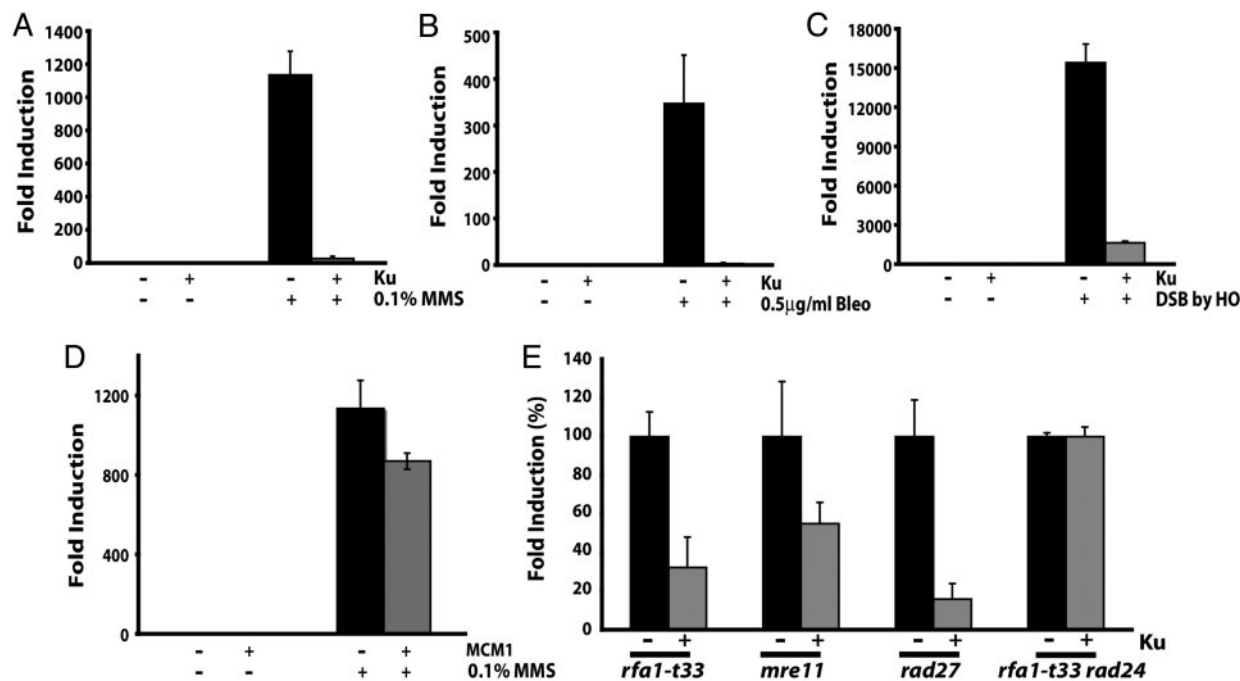 A
Fold Induction
1400
1200
1000
800
600
400
200
0
- + - + Ku
- - + + 0.1% MMS
B
Fold Induction
500
400
300
200
100
0
- + - + Ku
- - + + 0.5μg/ml Bleo
C
Fold Induction
18000
15000
12000
9000
6000
3000
0
- + - + Ku
- - + + DSB by HO
D
Fold Induction
1200
800
400
0
- + - + MCM1
- - + + 0.1% MMS
E
Fold Induction (%)
140
120
100
80
60
40
20
0
- + - + - + - + Ku
rfa1-t33 mre11 rad27 rfa1-t33 rad24